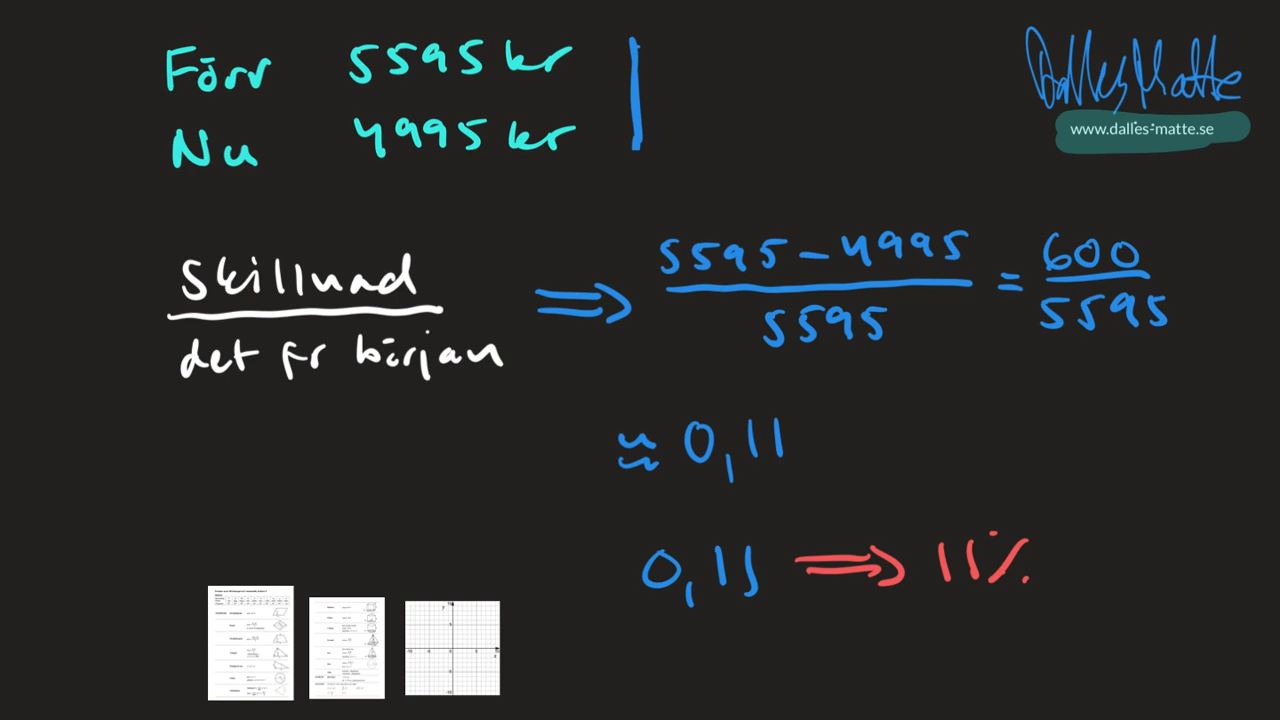 Förr 5595 kr
Nu 4995 kr
Dalles Matte
www.dalles-matte.se
skillnad
det fr början
⟹ 5595 - 4995 = 600
5595 5595
≈ 0,11
0,11 ⟹ 11%